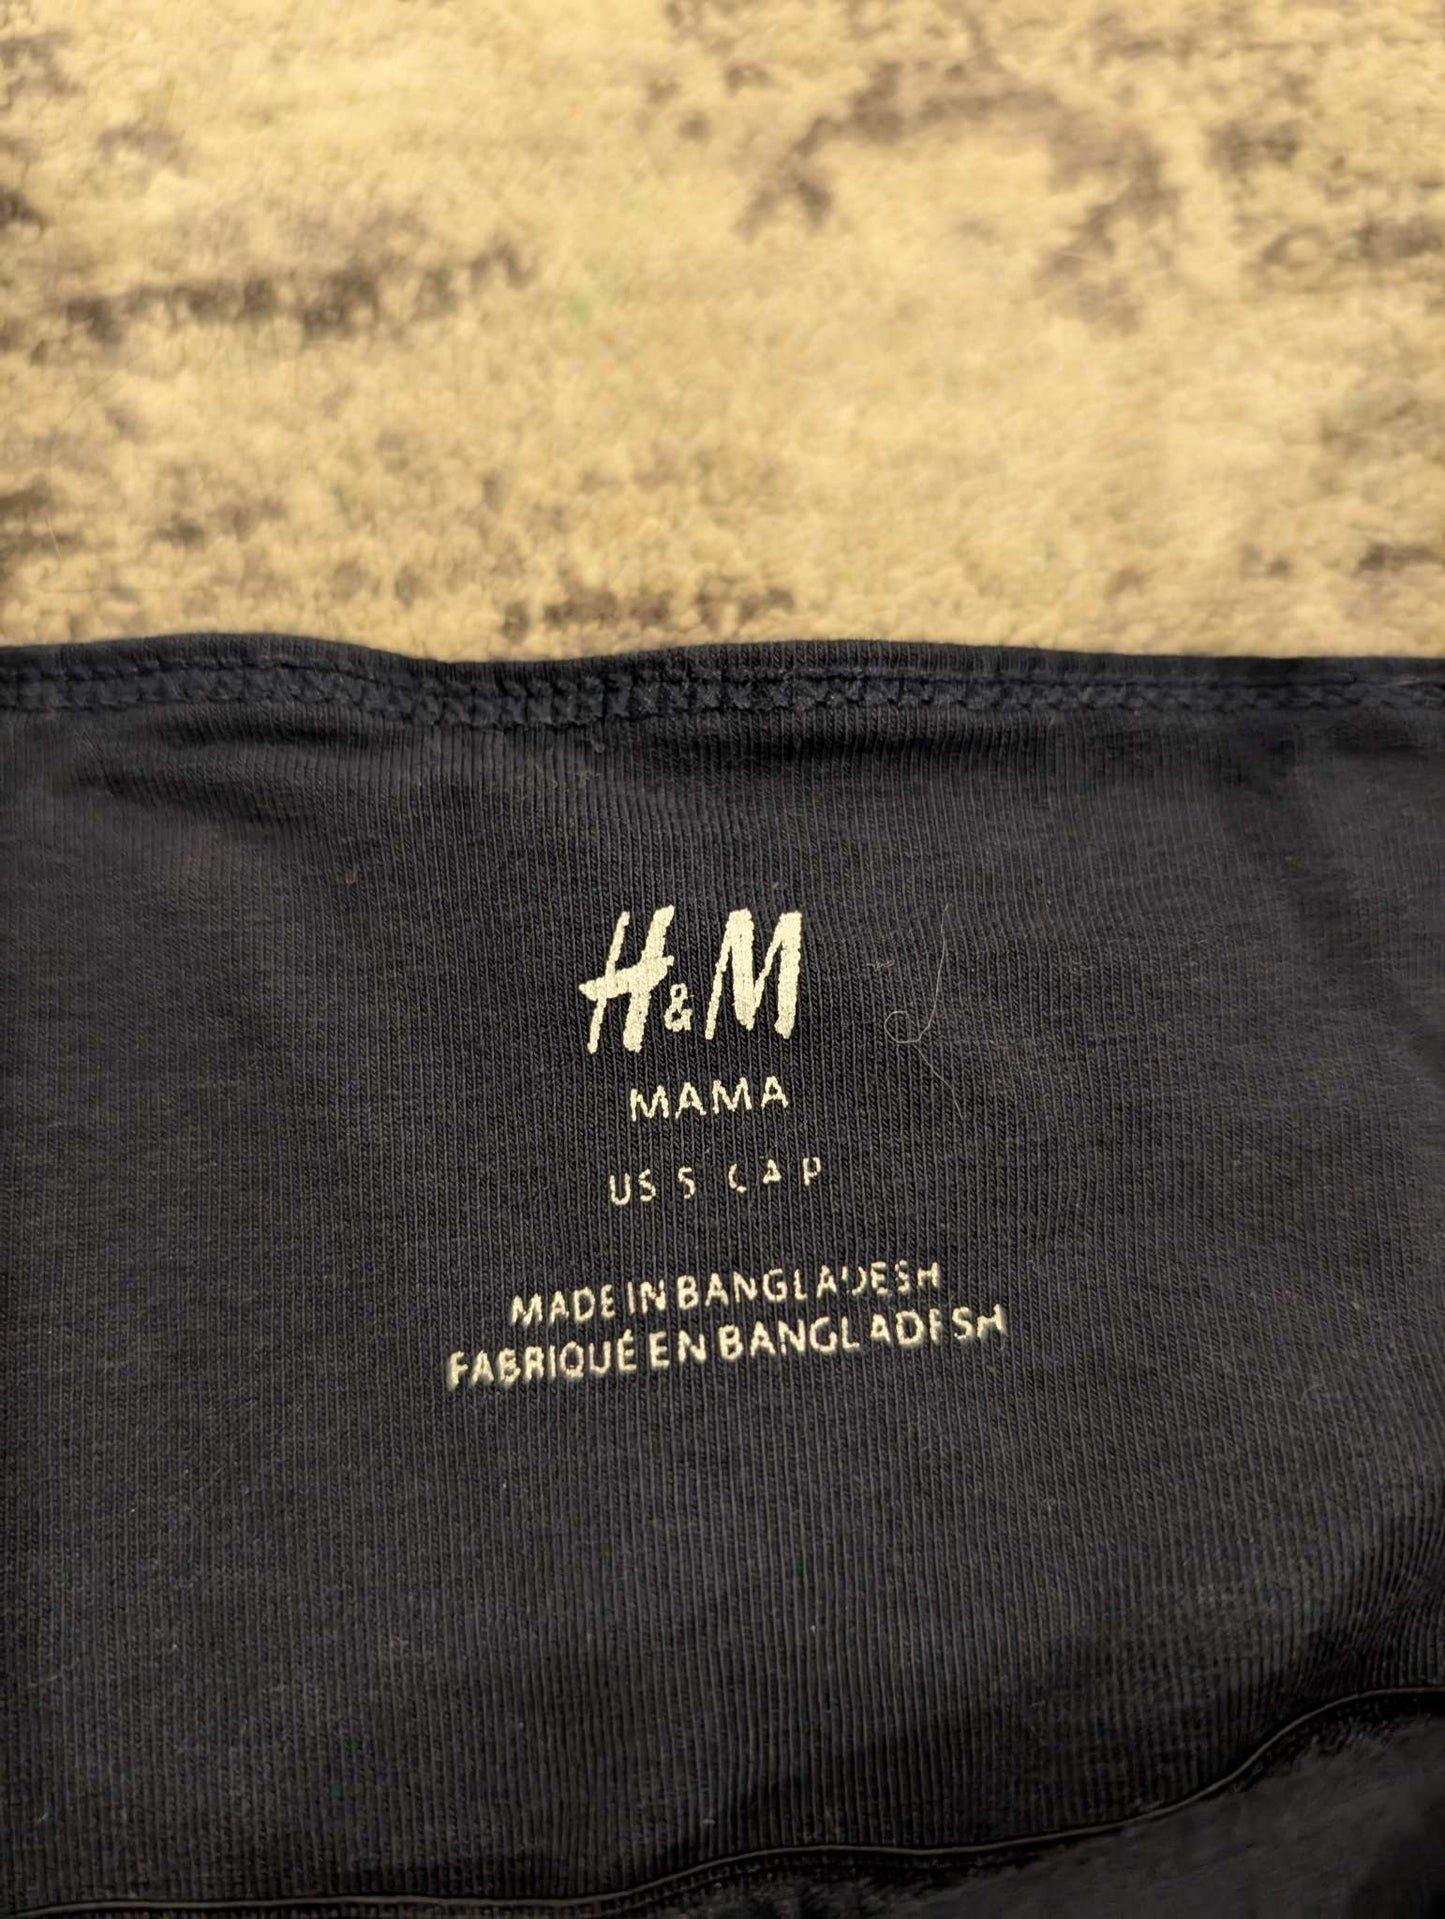 H&M
MAMA
US S CA P
MADE IN BANGLADESH
FABRIQUÉ EN BANGLADESH